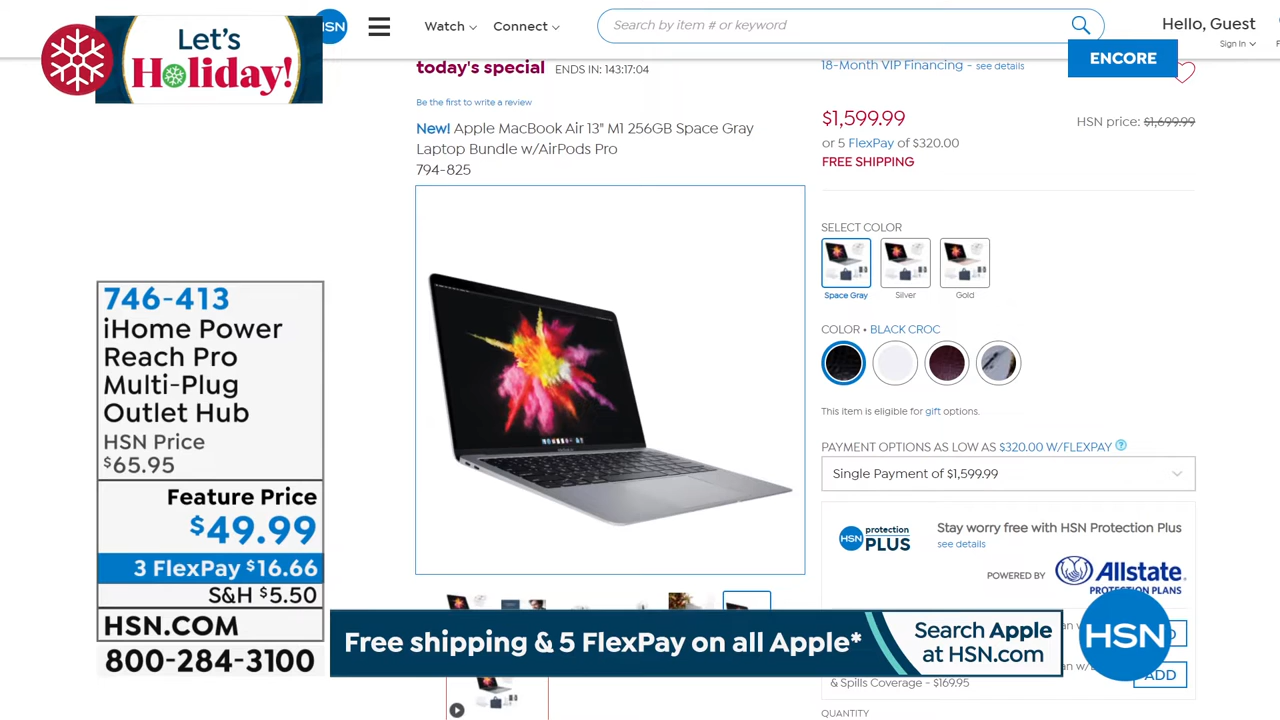 Let's
Holiday!
HSN
Watch
Connect
Search by item # or keyword
Hello, Guest
Sign In
ENCORE
today's special ENDS IN: 143:17:04
18-Month VIP Financing - see details
Be the first to write a review
New! Apple MacBook Air 13" M1 256GB Space Gray
Laptop Bundle w/AirPods Pro
794-825
$1,599.99
HSN price: $1,699.99
or 5 FlexPay of $320.00
FREE SHIPPING
SELECT COLOR
Space Gray
Silver
Gold
COLOR • BLACK CROC
This item is eligible for gift options.
PAYMENT OPTIONS AS LOW AS $320.00 W/FLEXPAY ?
Single Payment of $1,599.99
HSN protection PLUS
Stay worry free with HSN Protection Plus
see details
POWERED BY
Allstate
PROTECTION PLANS
746-413
iHome Power
Reach Pro
Multi-Plug
Outlet Hub
HSN Price
$65.95
Feature Price
$49.99
3 FlexPay $16.66
S&H $5.50
HSN.COM
800-284-3100
Free shipping & 5 FlexPay on all Apple*
Search Apple
at HSN.com
HSN
& Spills Coverage - $169.95
ADD
QUANTITY